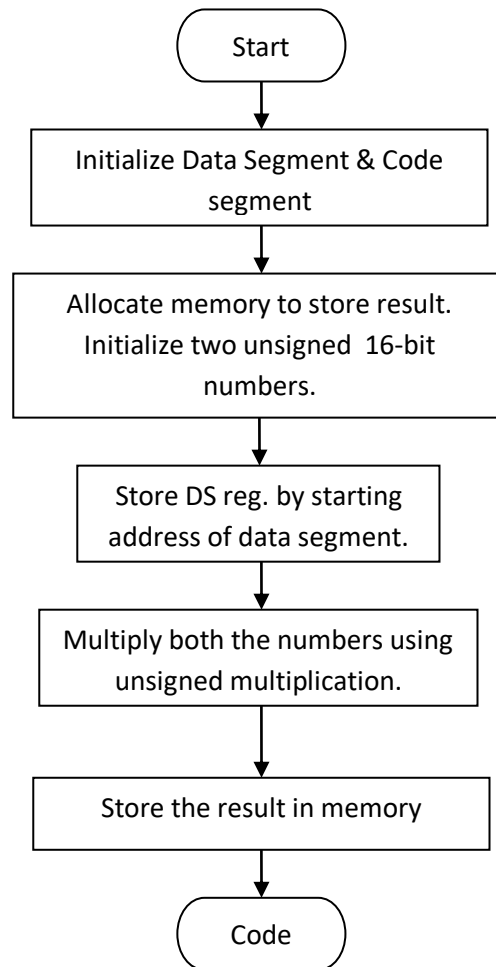 Start
Initialize Data Segment & Code
segment
Allocate memory to store result.
Initialize two unsigned 16-bit
numbers.
Store DS reg. by starting
address of data segment.
Multiply both the numbers using
unsigned multiplication.
Store the result in memory
Code